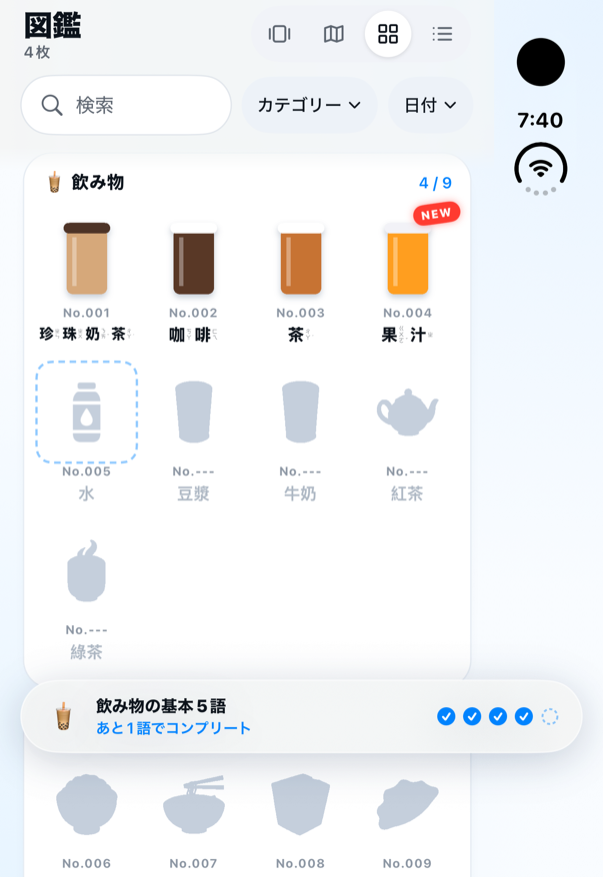 図鑑
4枚
検索
カテゴリー
日付
7:40
飲み物
4 / 9
NEW
No.001
No.002
No.003
No.004
珍珠奶茶
咖啡
茶
果汁
No.005
No.---
No.---
No.---
水
豆漿
牛奶
紅茶
No.---
綠茶
飲み物の基本5語
あと1語でコンプリート
No.006
No.007
No.008
No.009